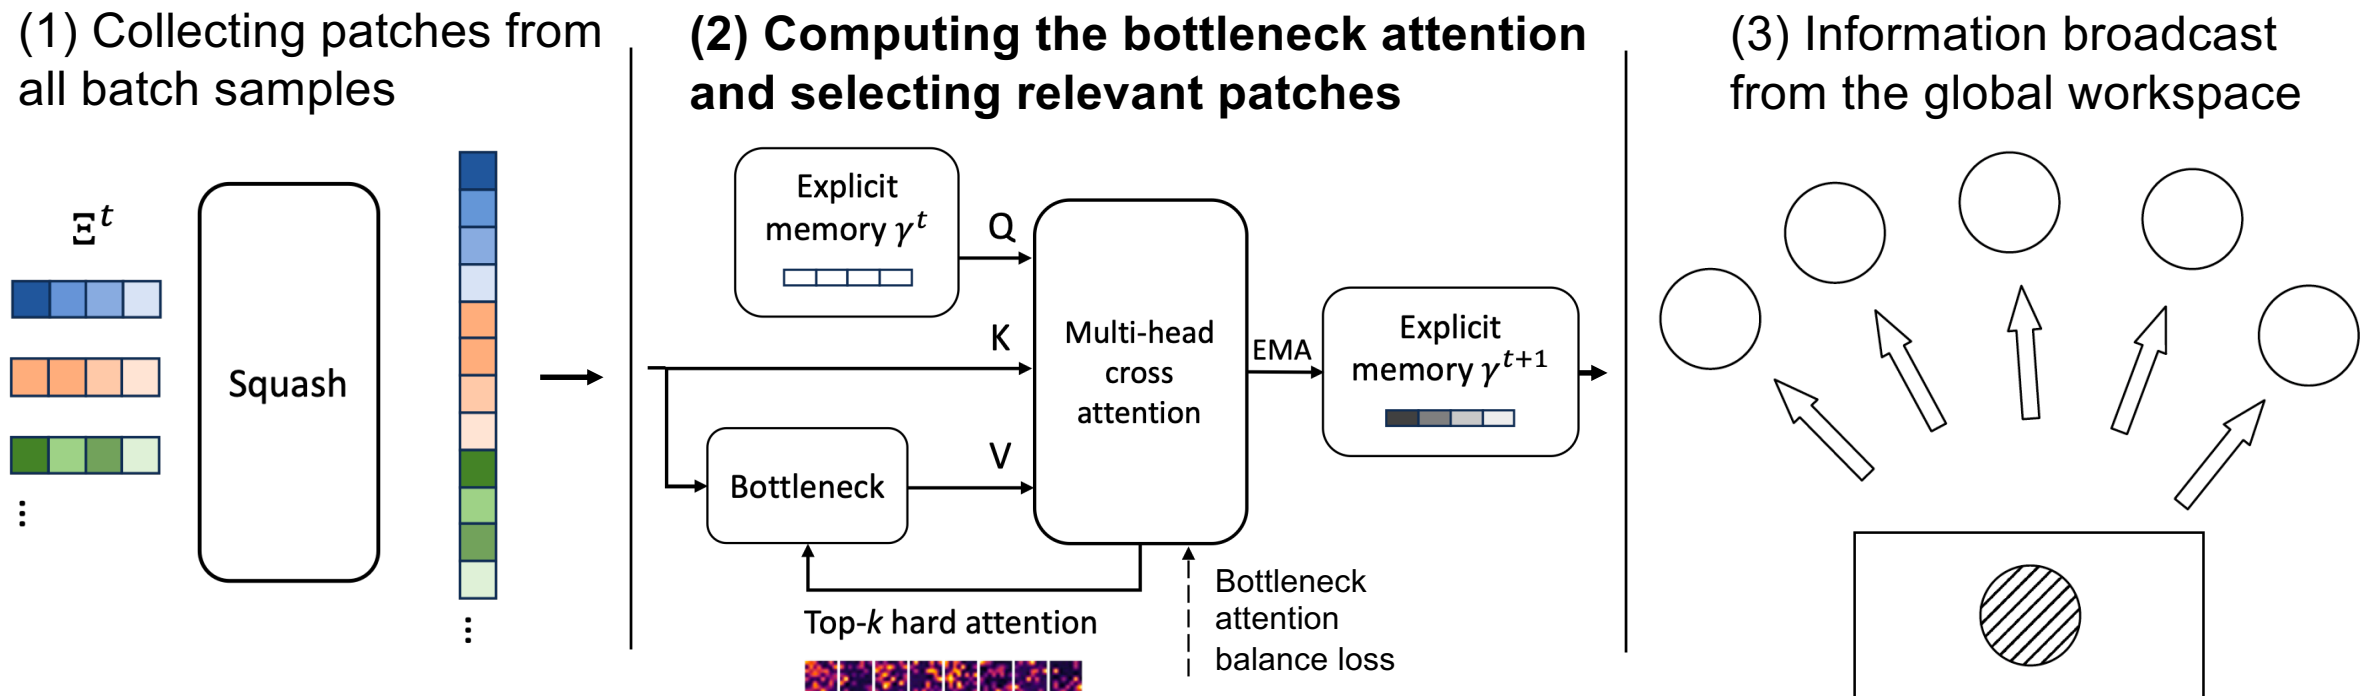 (1) Collecting patches from
all batch samples
Ξ^t
Squash
⋮
⋮
(2) Computing the bottleneck attention
and selecting relevant patches
Explicit
memory γ^t
Q
K
V
Bottleneck
Multi-head
cross
attention
EMA
Explicit
memory γ^{t+1}
Top-k hard attention
Bottleneck
attention
balance loss
(3) Information broadcast
from the global workspace